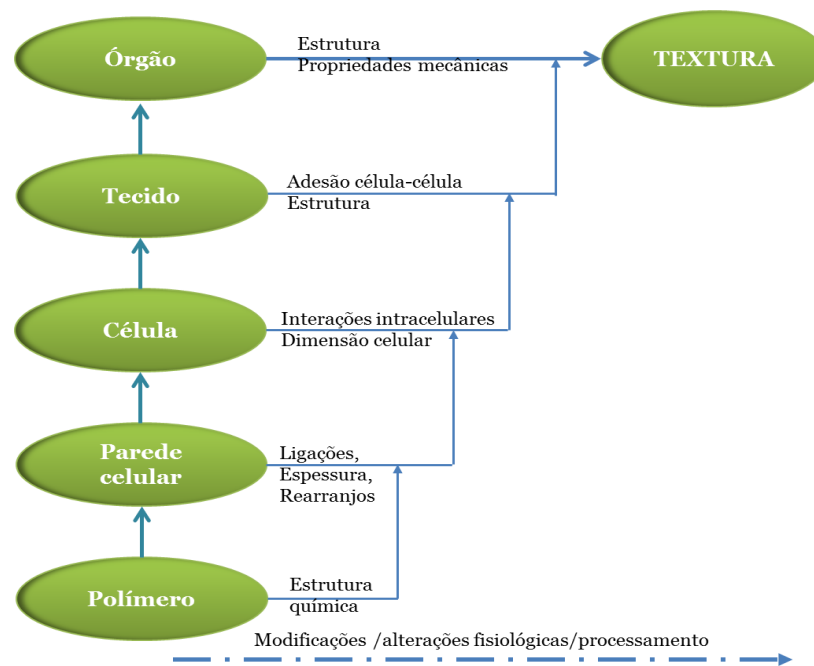 Órgão
Estrutura
Propriedades mecânicas
TEXTURA
Tecido
Adesão célula-célula
Estrutura
Célula
Interações intracelulares
Dimensão celular
Parede
celular
Ligações,
Espessura,
Rearranjos
Polímero
Estrutura
química
Modificações /alterações fisiológicas/processamento